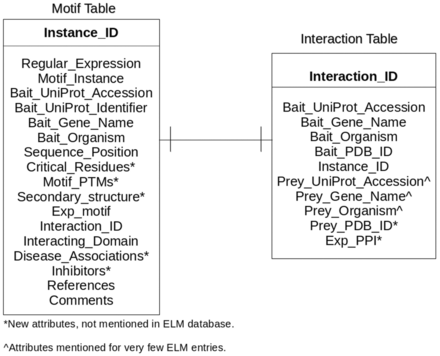 Motif Table
Instance_ID
Regular_Expression
Motif_Instance
Bait_UniProt_Accession
Bait_UniProt_Identifier
Bait_Gene_Name
Bait_Organism
Sequence_Position
Critical_Residues*
Motif_PTMs*
Secondary_structure*
Exp_motif
Interaction_ID
Interacting_Domain
Disease_Associations*
Inhibitors*
References
Comments
Interaction Table
Interaction_ID
Bait_UniProt_Accession
Bait_Gene_Name
Bait_Organism
Bait_PDB_ID
Instance_ID
Prey_UniProt_Accession^
Prey_Gene_Name^
Prey_Organism^
Prey_PDB_ID*
Exp_PPI*
*New attributes, not mentioned in ELM database.
^Attributes mentioned for very few ELM entries.